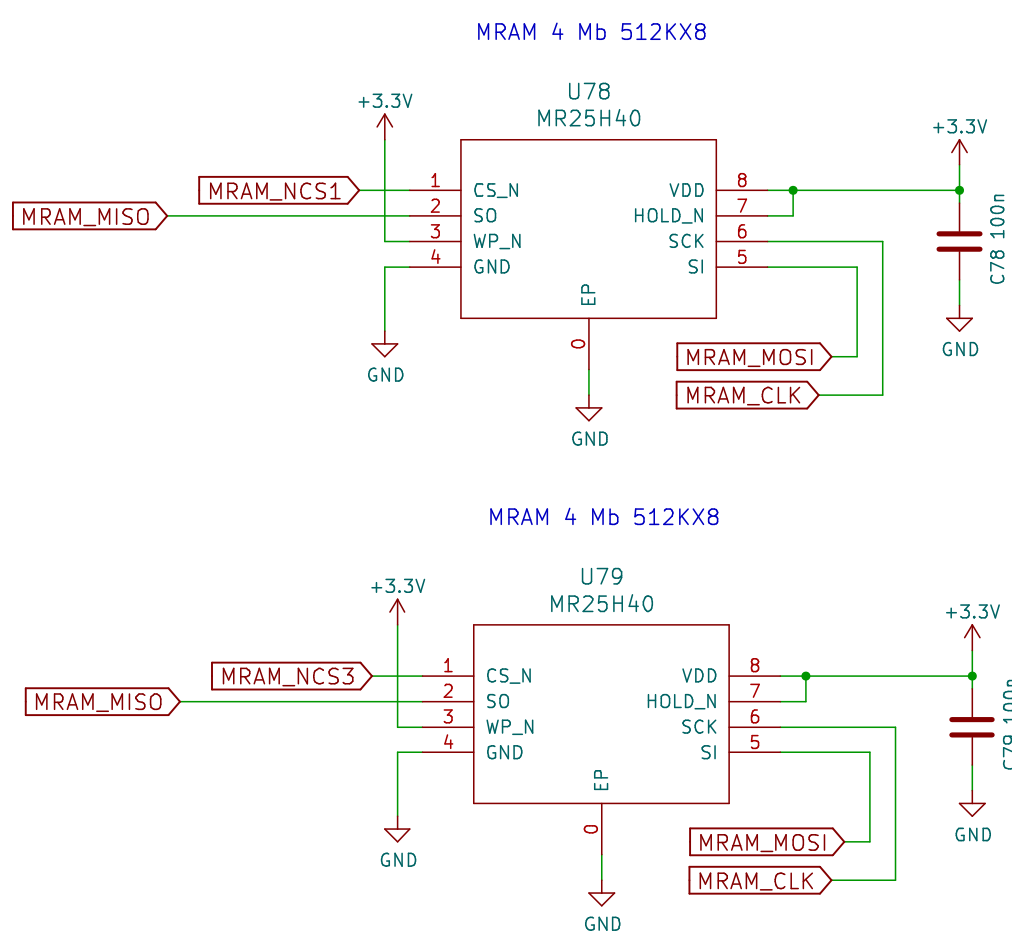 MRAM 4 Mb 512KX8
U78
MR25H40
+3.3V
+3.3V
MRAM_NCS1
MRAM_MISO
1 CS_N VDD 8
2 SO HOLD_N 7
3 WP_N SCK 6
4 GND SI 5
C78 100n
EP
0
GND
GND
MRAM_MOSI
MRAM_CLK
GND
MRAM 4 Mb 512KX8
U79
MR25H40
+3.3V
+3.3V
MRAM_NCS3
MRAM_MISO
1 CS_N VDD 8
2 SO HOLD_N 7
3 WP_N SCK 6
4 GND SI 5
C79 100n
EP
0
GND
GND
MRAM_MOSI
MRAM_CLK
GND